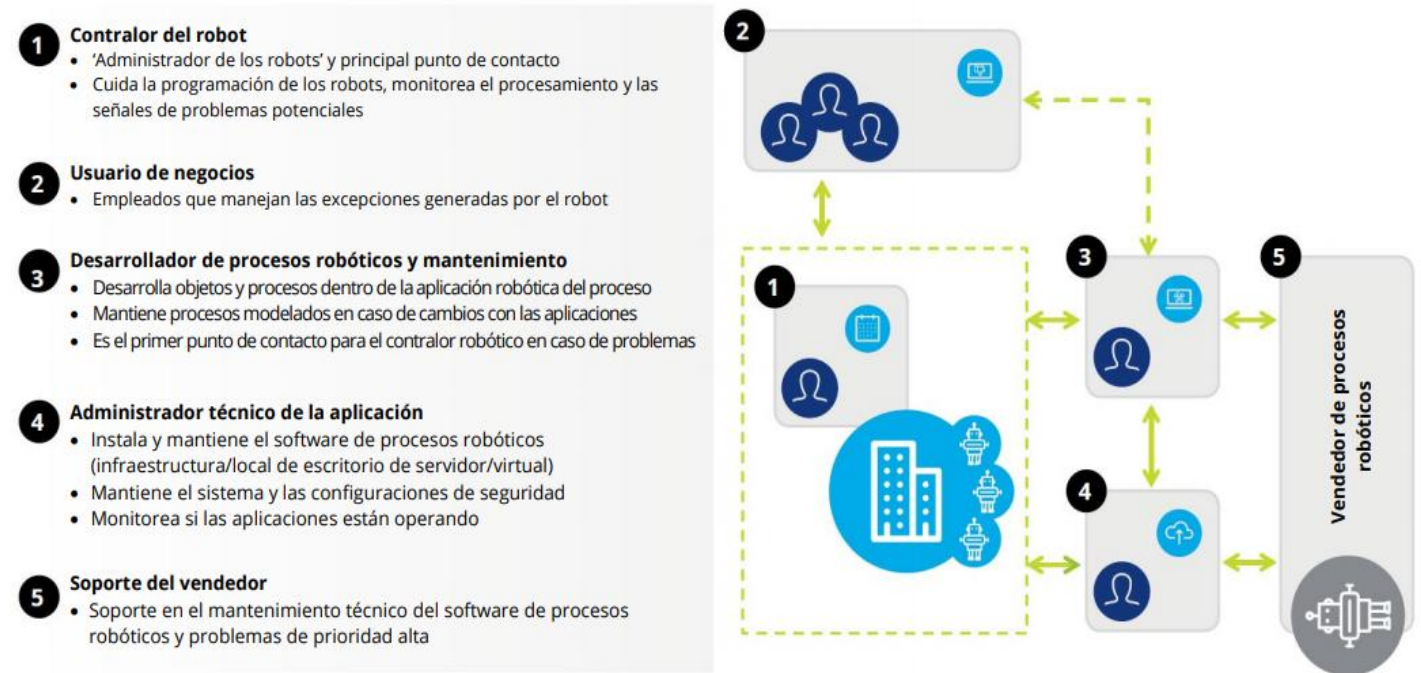 1 Contralor del robot
• 'Administrador de los robots' y principal punto de contacto
• Cuida la programación de los robots, monitorea el procesamiento y las
señales de problemas potenciales
2 Usuario de negocios
• Empleados que manejan las excepciones generadas por el robot
3 Desarrollador de procesos robóticos y mantenimiento
• Desarrolla objetos y procesos dentro de la aplicación robótica del proceso
• Mantiene procesos modelados en caso de cambios con las aplicaciones
• Es el primer punto de contacto para el contralor robótico en caso de problemas
4 Administrador técnico de la aplicación
• Instala y mantiene el software de procesos robóticos
(infraestructura/local de escritorio de servidor/virtual)
• Mantiene el sistema y las configuraciones de seguridad
• Monitorea si las aplicaciones están operando
5 Soporte del vendedor
• Soporte en el mantenimiento técnico del software de procesos
robóticos y problemas de prioridad alta
2
1
3
4
5
Vendedor de procesos
robóticos